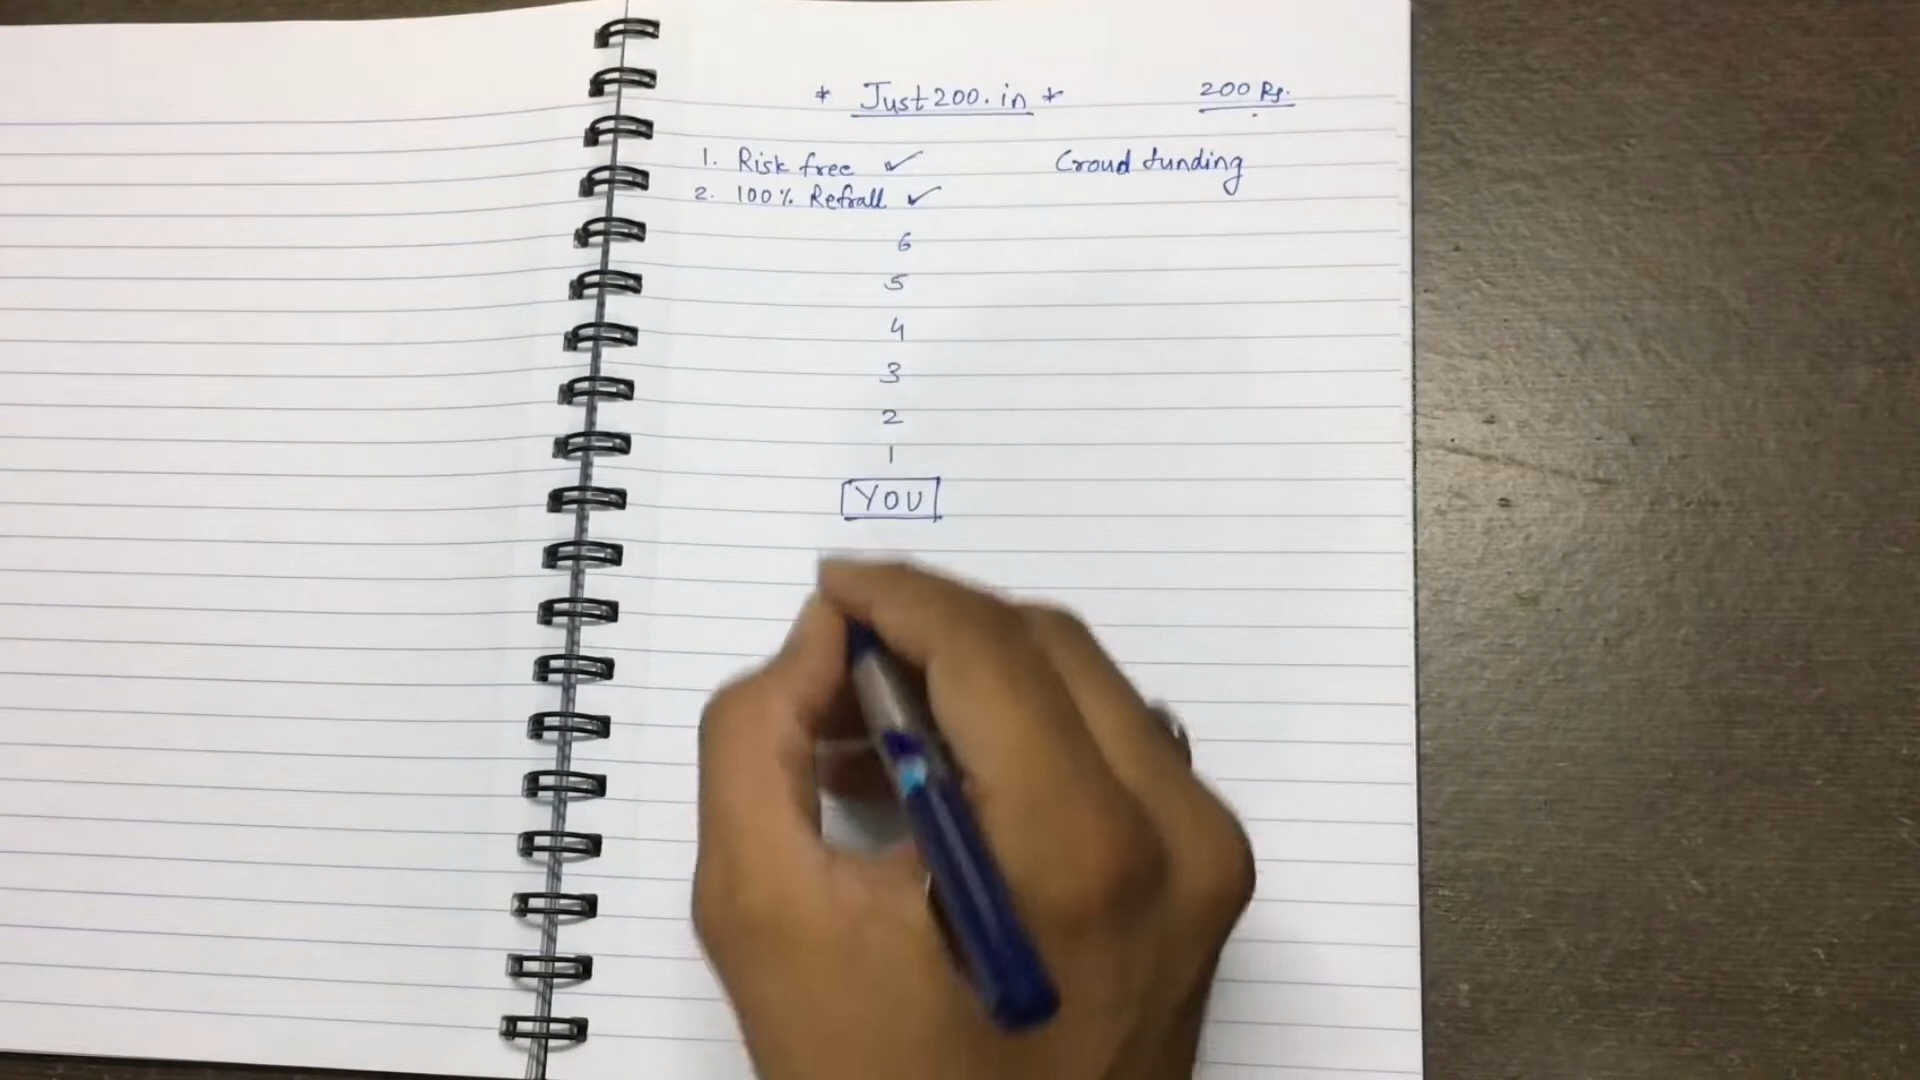 * Just200.in * 200 Rs.
1. Risk free ✓ Croud funding
2. 100% Refrall ✓
6
5
4
3
2
1
YOU